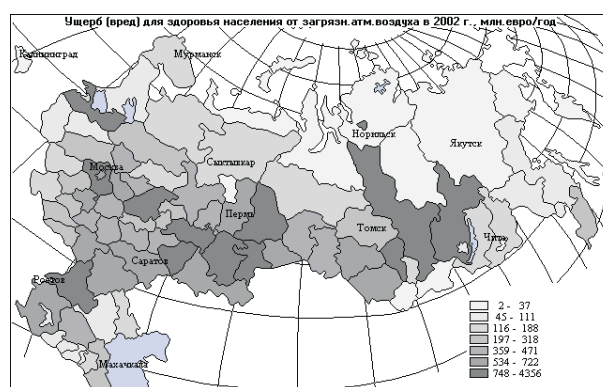 Ущерб (вред) для здоровья населения от загрязн.атм.воздуха в 2002 г., млн.евро/год
Калининград
Мурманск
Норильск
Якутск
Москва
Сыктывкар
Пермь
Томск
Чита
Саратов
Ростов
Махачкала
2 - 37
45 - 111
116 - 188
197 - 318
359 - 471
534 - 722
748 - 4356